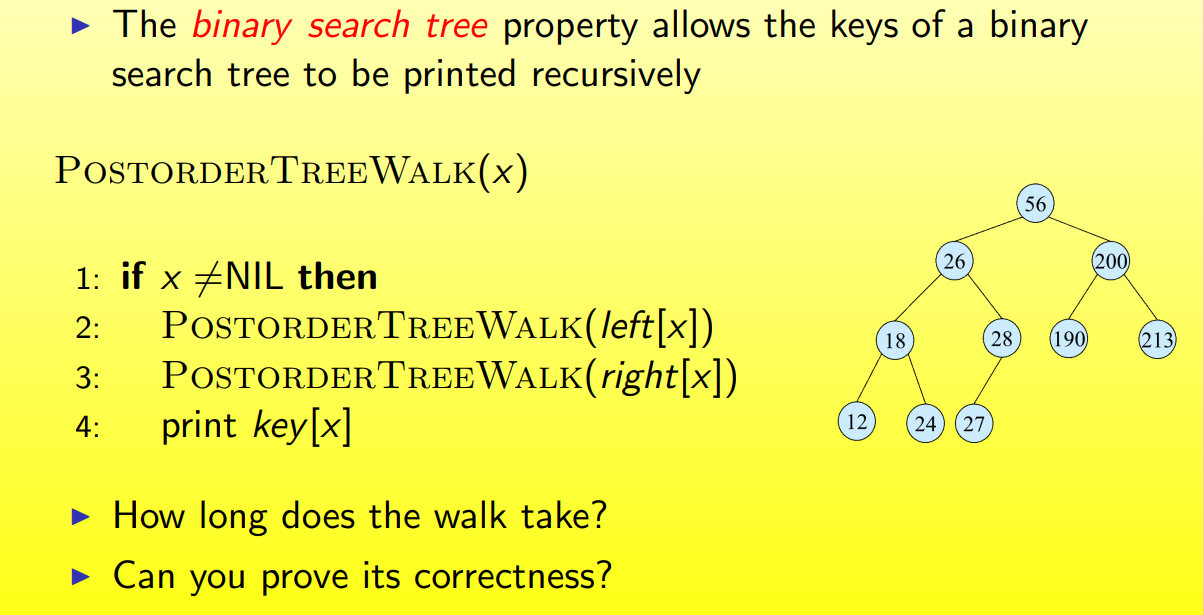 ▶ The binary search tree property allows the keys of a binary
search tree to be printed recursively
POSTORDERTREEWALK(x)
1: if x ≠NIL then
2: POSTORDERTREEWALK(left[x])
3: POSTORDERTREEWALK(right[x])
4: print key[x]
56
26 200
18 28 190 213
12 24 27
▶ How long does the walk take?
▶ Can you prove its correctness?